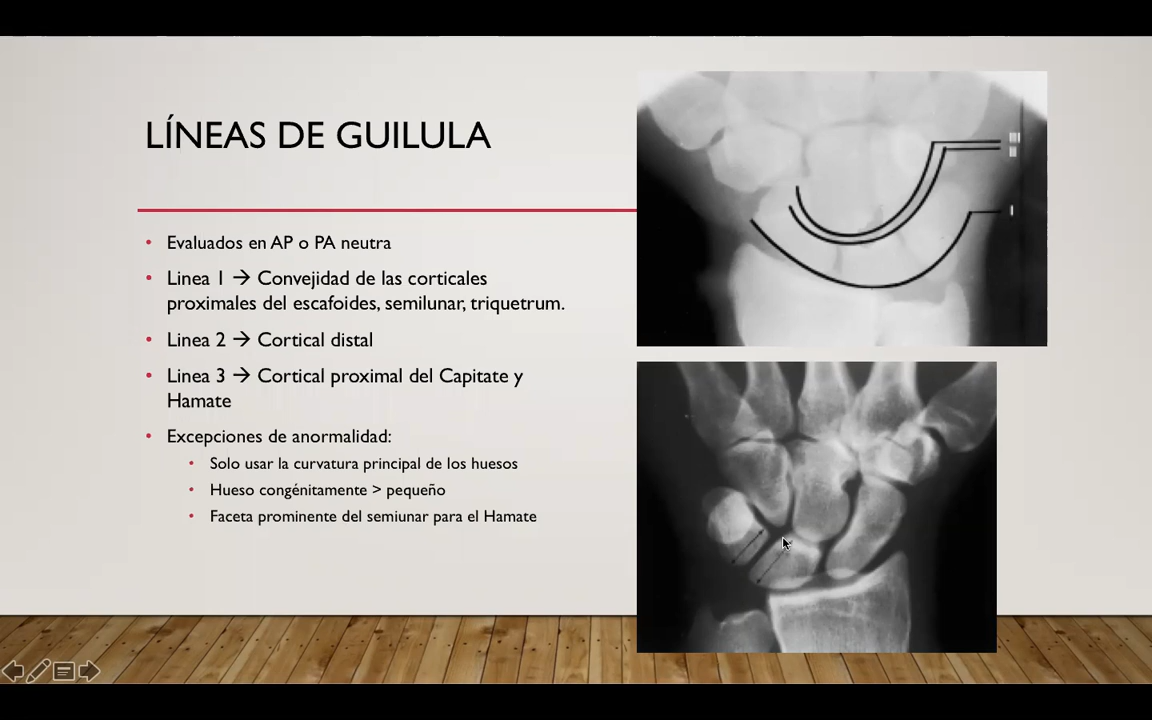 LÍNEAS DE GUILULA
• Evaluados en AP o PA neutra
• Linea 1 → Convejidad de las corticales
proximales del escafoides, semilunar, triquetrum.
• Linea 2 → Cortical distal
• Linea 3 → Cortical proximal del Capitate y
Hamate
• Excepciones de anormalidad:
• Solo usar la curvatura principal de los huesos
• Hueso congénitamente > pequeño
• Faceta prominente del semiunar para el Hamate
I